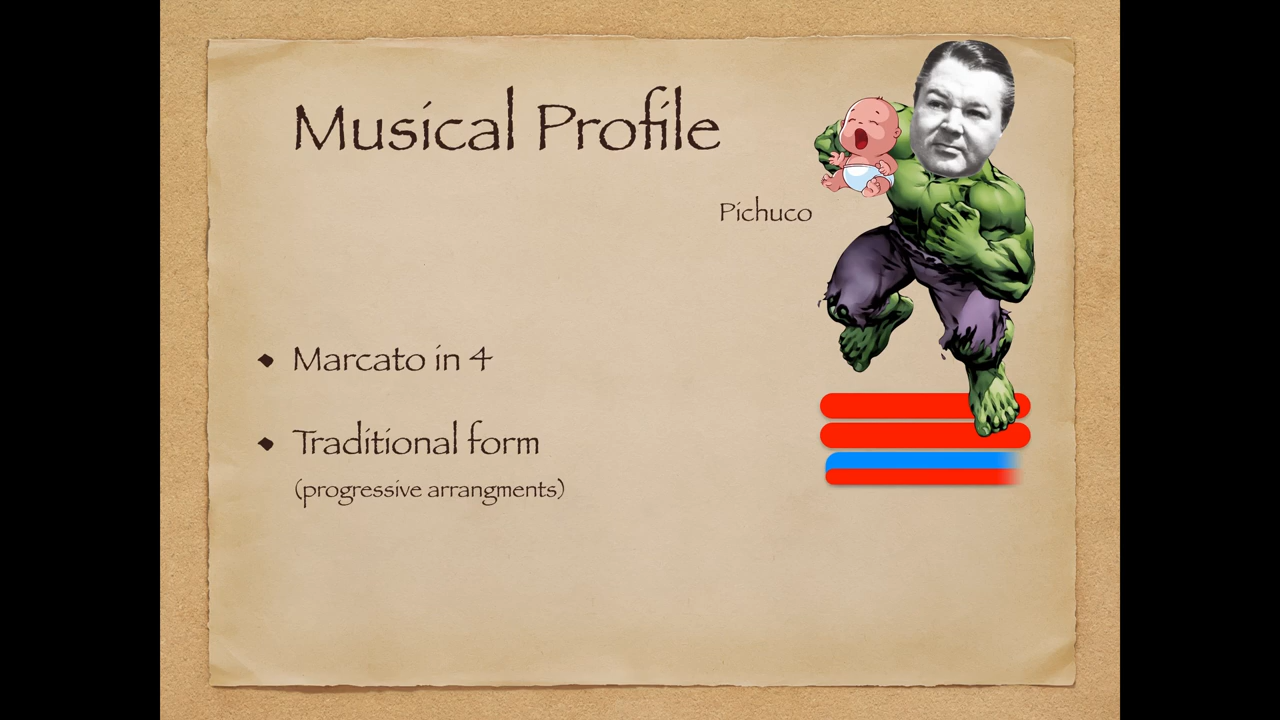 Musical Profile
Pichuco
Marcato in 4
Traditional form
(progressive arrangments)